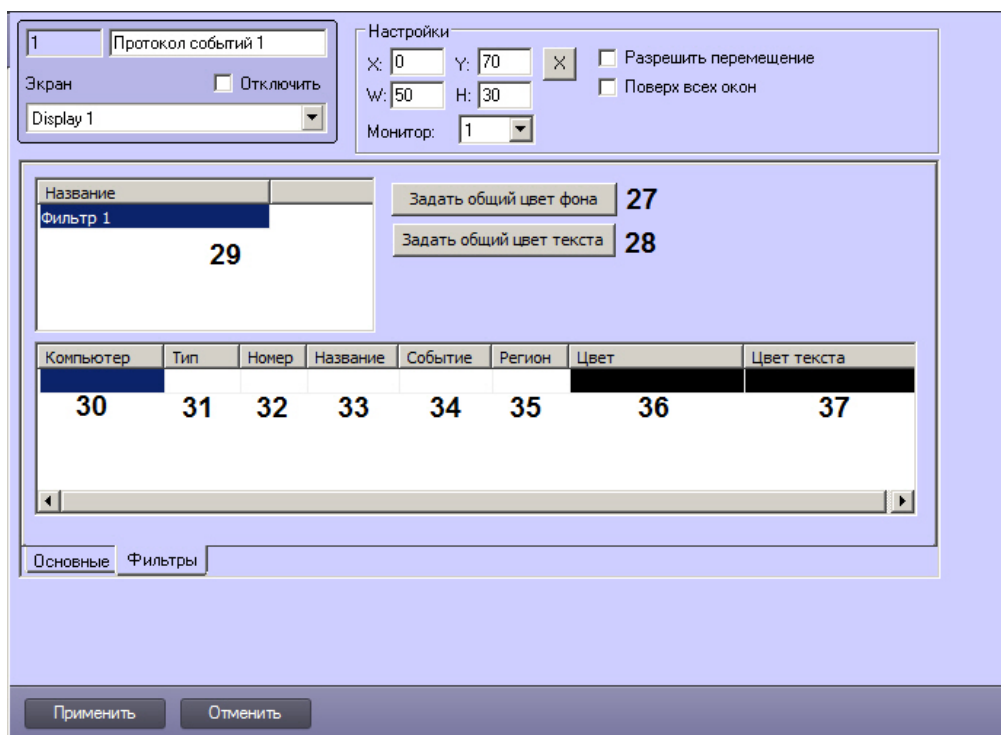 1 Протокол событий 1
Экран Отключить
Display 1
Настройки
X: 0 Y: 70 X Разрешить перемещение
W: 50 H: 30 Поверх всех окон
Монитор: 1
Название
Фильтр 1
29
Задать общий цвет фона 27
Задать общий цвет текста 28
Компьютер Тип Номер Название Событие Регион Цвет Цвет текста
30 31 32 33 34 35 36 37
Основные Фильтры
Применить Отменить